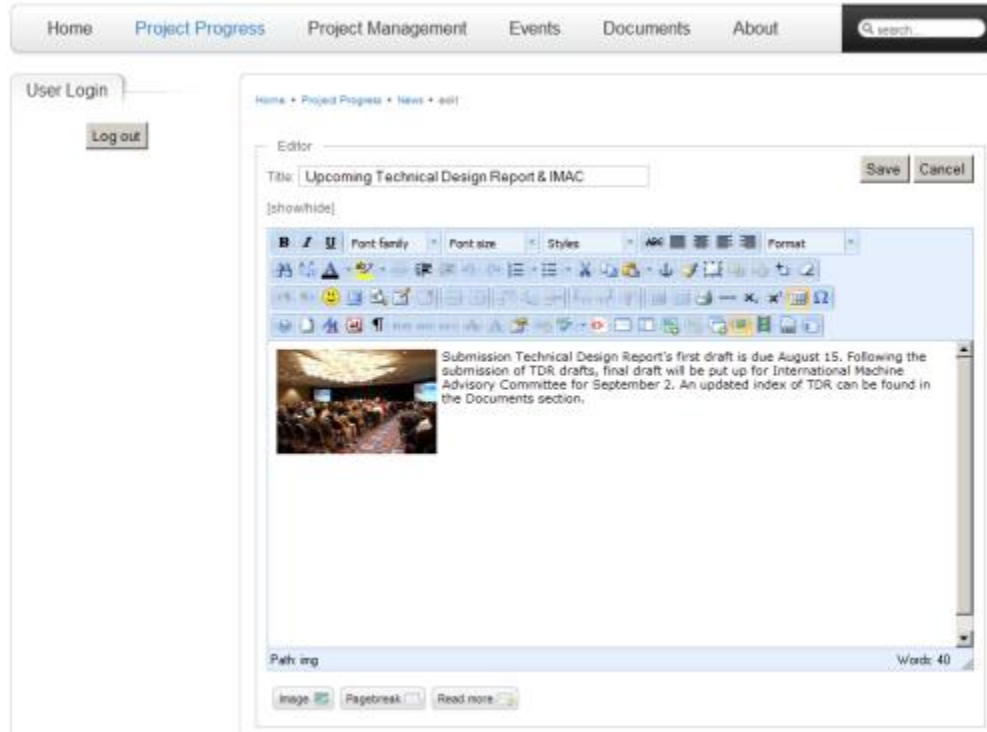 Home Project Progress Project Management Events Documents About search...
User Login
Log out
Home • Project Progress • News • edit
Editor
Title: Upcoming Technical Design Report & IMAC
Save Cancel
[show/hide]
B I U Font family Font size Styles ABC Format
Submission Technical Design Report's first draft is due August 15. Following the
submission of TDR drafts, final draft will be put up for International Machine
Advisory Committee for September 2. An updated index of TDR can be found in
the Documents section.
Path: img Words: 40
Image Pagebreak Read more